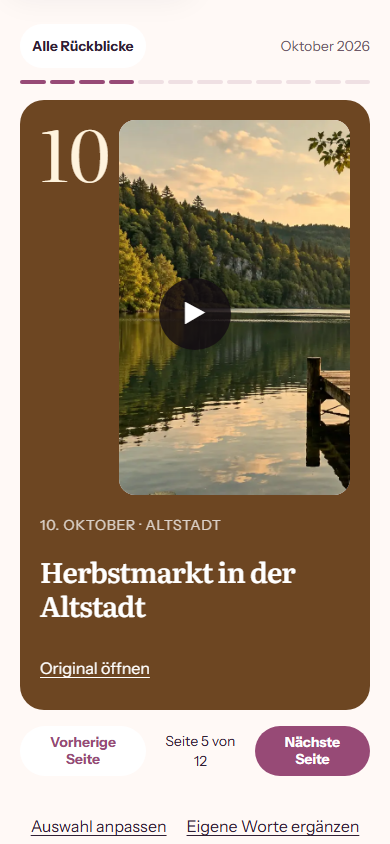 Alle Rückblicke
Oktober 2026
10
10. OKTOBER · ALTSTADT
Herbstmarkt in der
Altstadt
Original öffnen
Vorherige
Seite
Seite 5 von
12
Nächste
Seite
Auswahl anpassen
Eigene Worte ergänzen